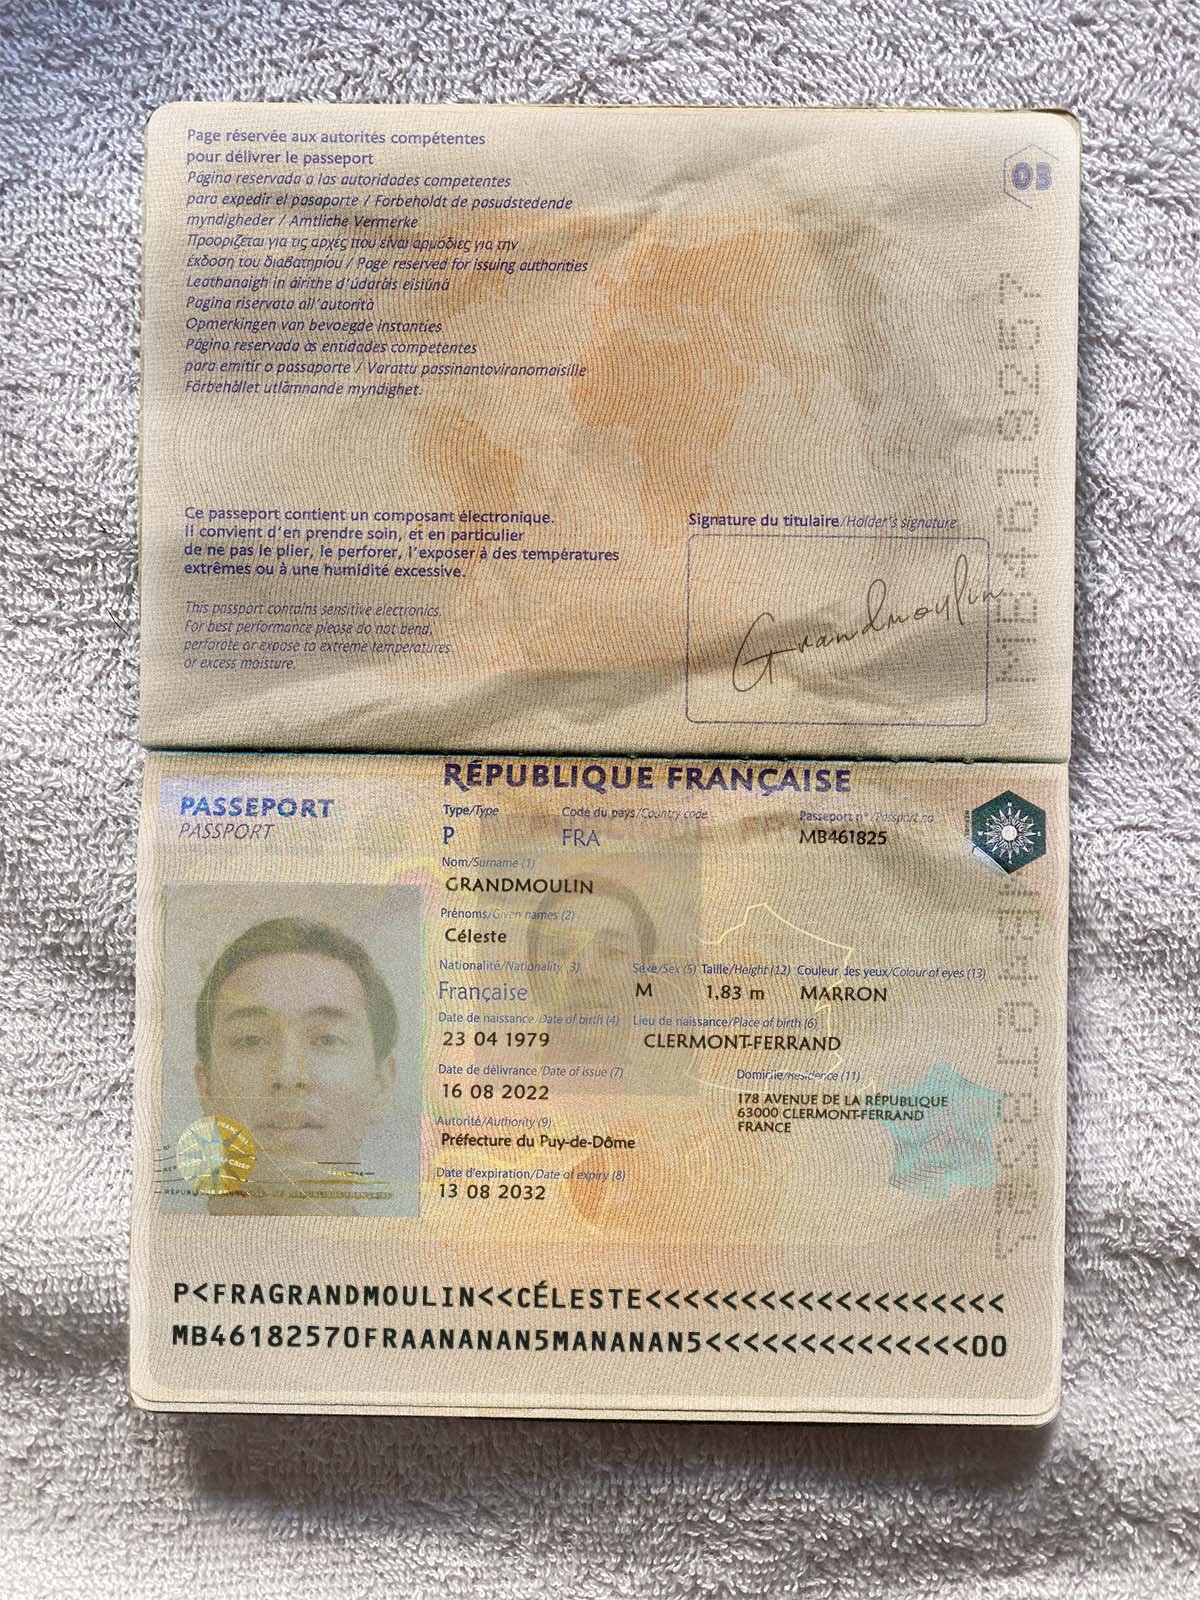 Page réservée aux autorités compétentes
pour délivrer le passeport
Pagina reservada a las autoridades competentes
para expedir el pasaporte / Forbeholdt de pasudstedende
myndigheder / Amtliche Vermerke
Προορίζεται για τις αρχές που είναι αρμόδιες για την
έκδοση του διαβατηρίου / Page reserved for issuing authorities
Leathanaigh in áirithe d'údaráis eisiúná
Pagina riservata all'autorità
Opmerkingen van bevoegde instanties
Página reservada às entidades competentes
para emitir o passaporte / Varattu passinantoviranomaisille
Förbehållet utlämnande myndighet.
03
MB4618257
Ce passeport contient un composant électronique.
Il convient d'en prendre soin, et en particulier
de ne pas le plier, le perforer, l'exposer à des températures
extrêmes ou à une humidité excessive.
This passport contains sensitive electronics.
For best performance please do not bend,
perforate or expose to extreme temperatures
or excess moisture.
Signature du titulaire/Holder's signature
Grandmoulin
RÉPUBLIQUE FRANÇAISE
PASSEPORT
PASSPORT
Type/Type Code du pays/Country code Passeport n°/Passport no
P FRA MB461825
Nom/Surname (1)
GRANDMOULIN
Prénoms/Given names (2)
Céleste
Nationalité/Nationality 3) Sexe/Sex (5) Taille/Height (12) Couleur des yeux/Colour of eyes (13)
Française M 1,83 m MARRON
Date de naissance Date of birth (4) Lieu de naissance/Place of birth (6)
23 04 1979 CLERMONT-FERRAND
Date de délivrance/Date of issue (7) Domicile/Residence (11)
16 08 2022 178 AVENUE DE LA RÉPUBLIQUE
63000 CLERMONT-FERRAND
FRANCE
Autorité/Authority (9)
Préfecture du Puy-de-Dôme
Date d'expiration/Date of expiry (8)
13 08 2032
P<FRAGRANDMOULIN<<CÉLESTE<<<<<<<<<<<<<<<<<<<
MB46182570FRAANANAN5MANANAN5<<<<<<<<<<<<<<00